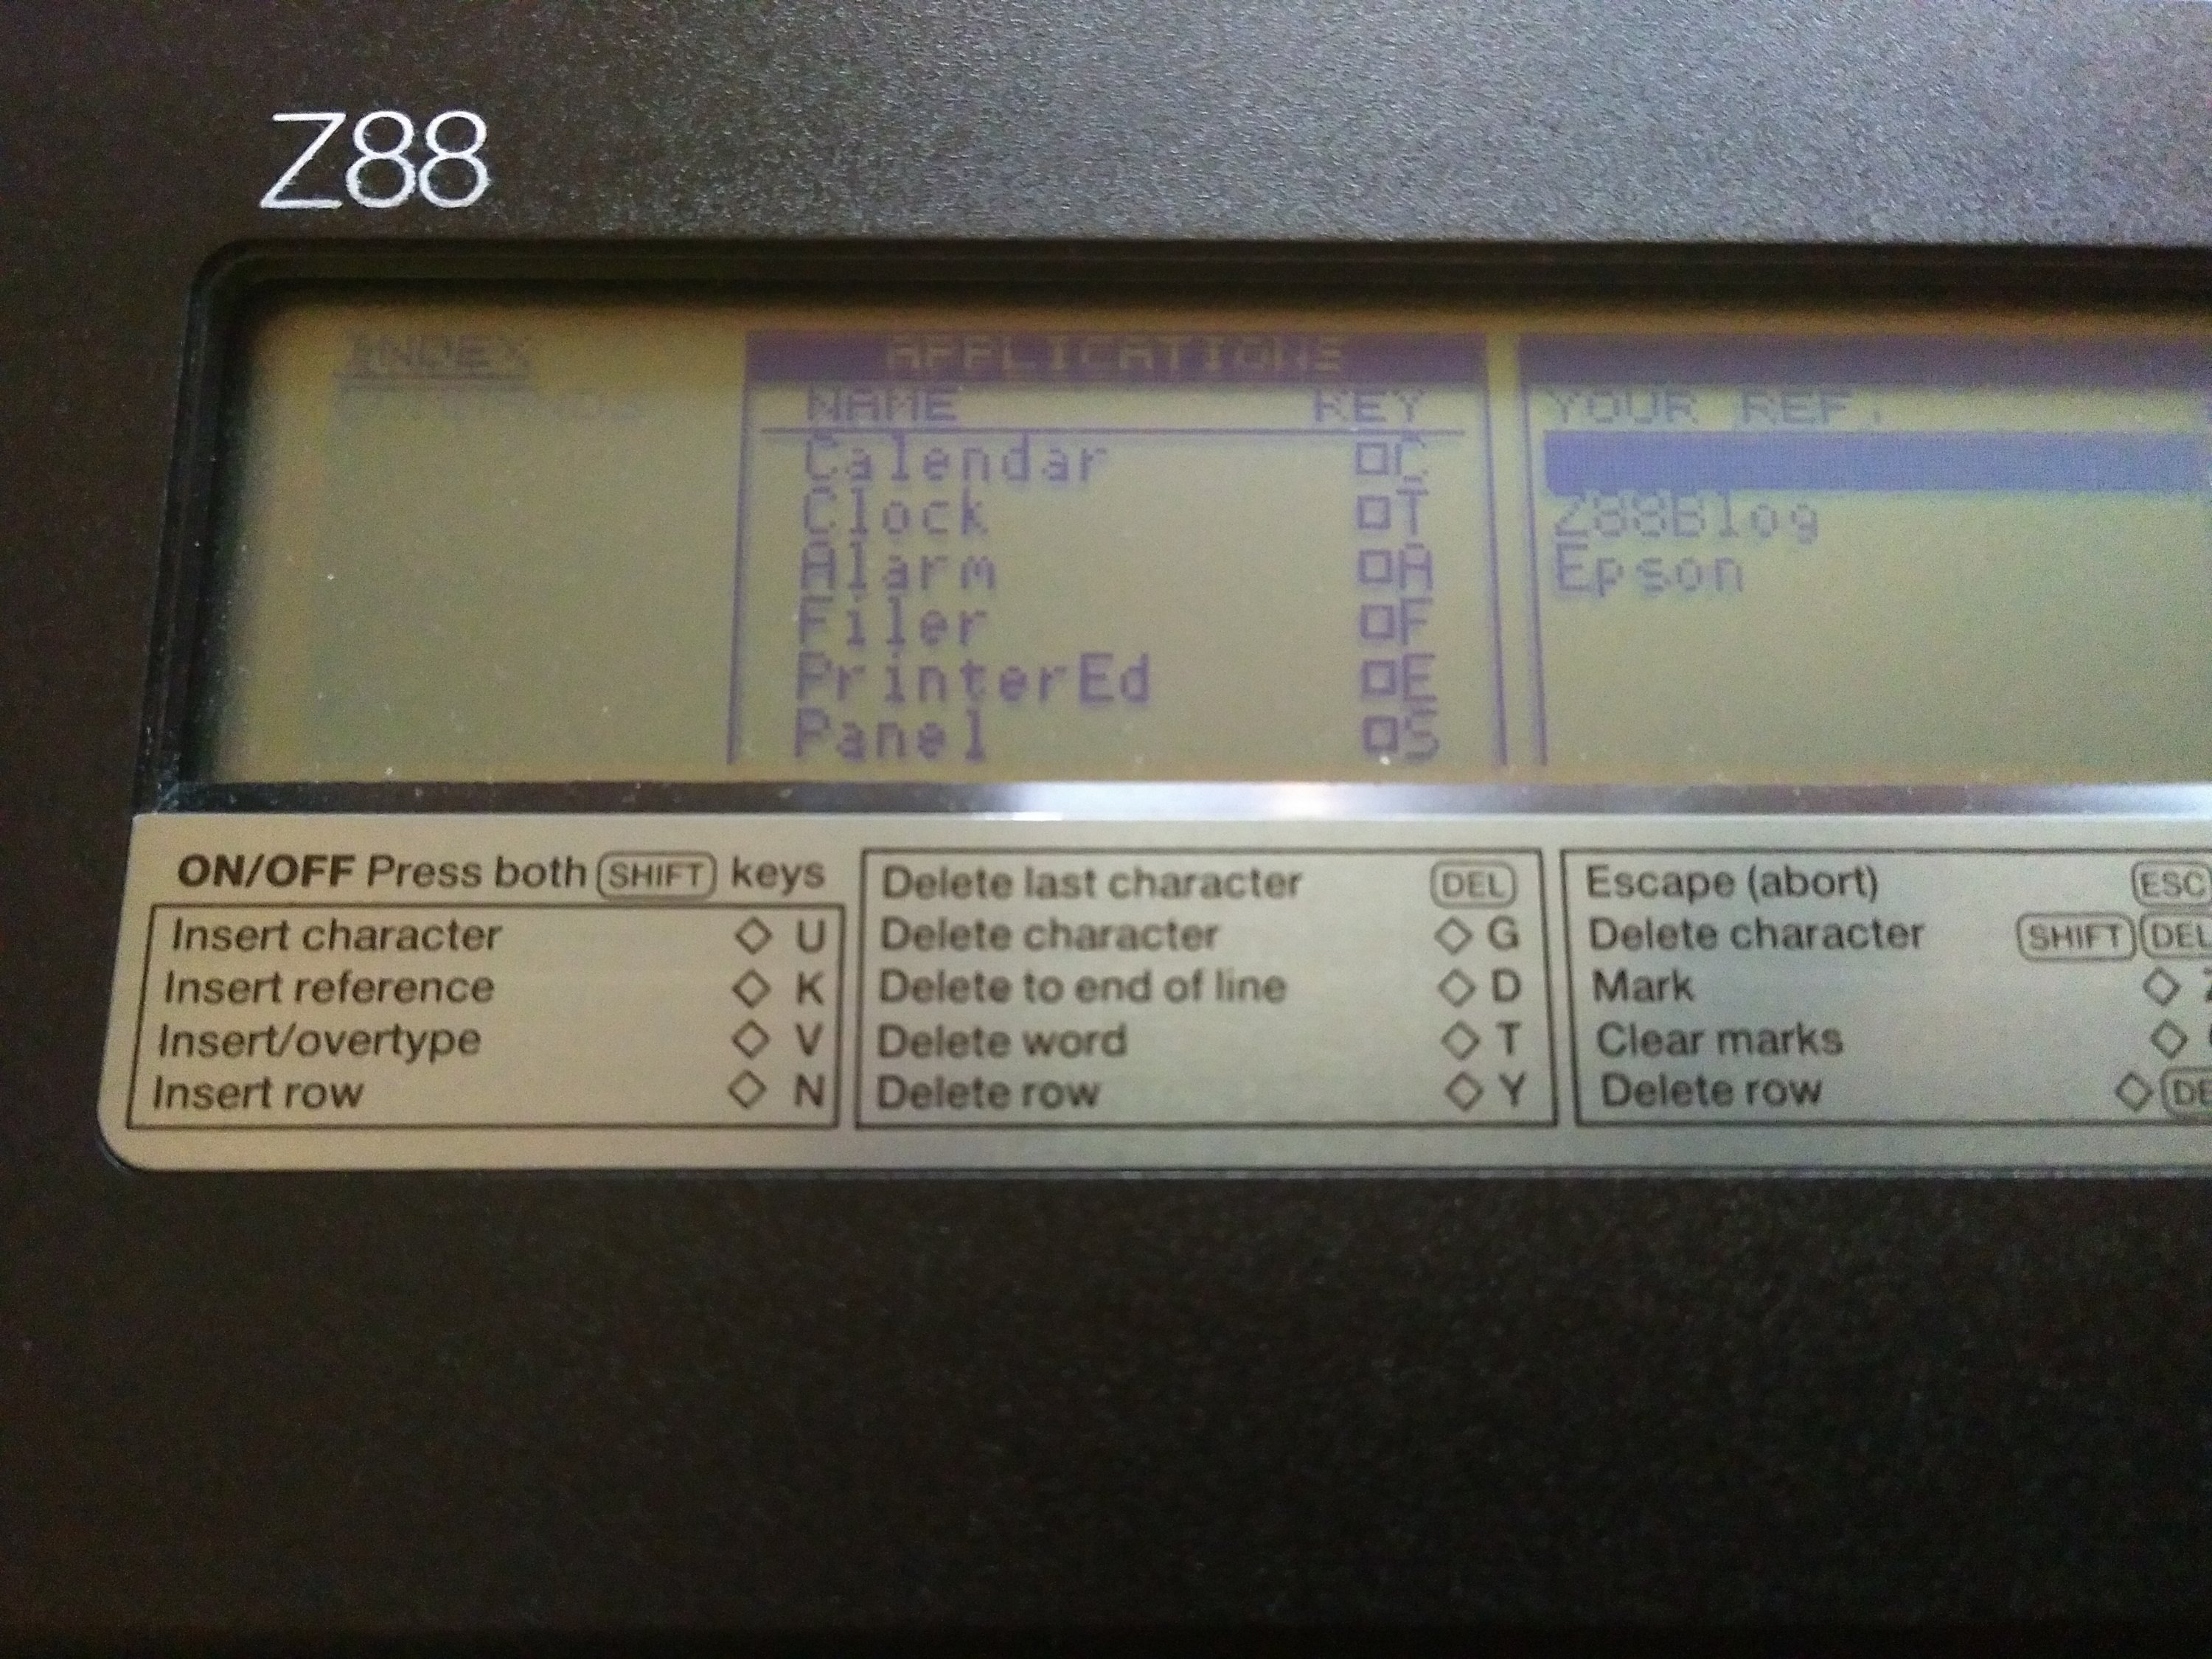 Z88
INDEX
APPLICATIONS
NAME KEY
Calendar □C
Clock □T
Alarm □A
Filer □F
PrinterEd □E
Panel □S
YOUR REF.
Z88Blog
Epson
ON/OFF Press both SHIFT keys
Insert character ◇ U
Insert reference ◇ K
Insert/overtype ◇ V
Insert row ◇ N
Delete last character DEL
Delete character ◇ G
Delete to end of line ◇ D
Delete word ◇ T
Delete row ◇ Y
Escape (abort) ESC
Delete character SHIFT DEL
Mark ◇
Clear marks ◇
Delete row ◇ DE